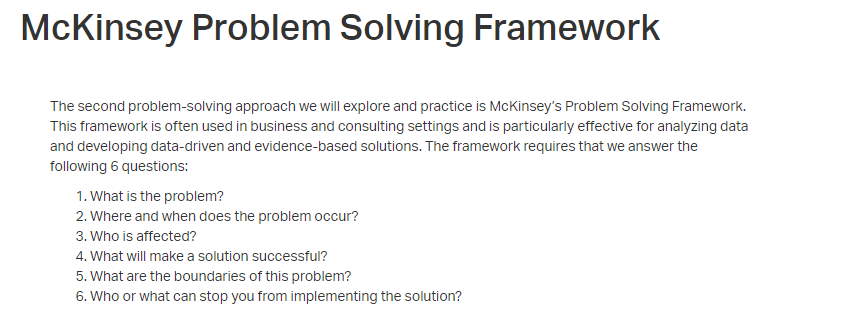 McKinsey Problem Solving Framework
The second problem-solving approach we will explore and practice is McKinsey's Problem Solving Framework.
This framework is often used in business and consulting settings and is particularly effective for analyzing data
and developing data-driven and evidence-based solutions. The framework requires that we answer the
following 6 questions:
1. What is the problem?
2. Where and when does the problem occur?
3. Who is affected?
4. What will make a solution successful?
5. What are the boundaries of this problem?
6. Who or what can stop you from implementing the solution?